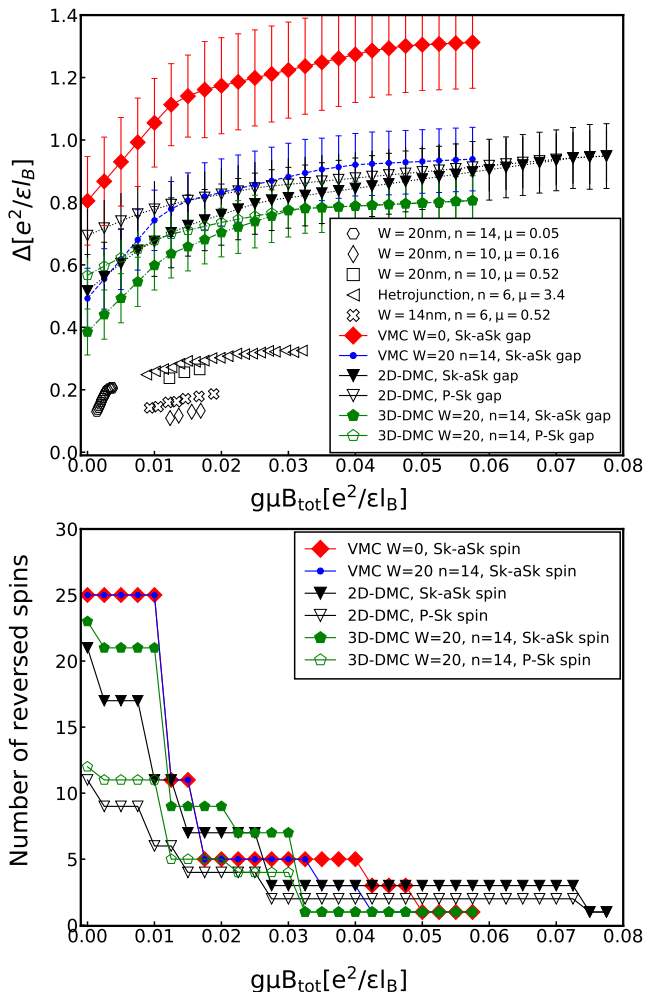 Δ[e²/εl_B]
1.4
1.2
1.0
0.8
0.6
0.4
0.2
0.0
W = 20nm, n = 14, μ = 0.05
W = 20nm, n = 10, μ = 0.16
W = 20nm, n = 10, μ = 0.52
Hetrojunction, n = 6, μ = 3.4
W = 14nm, n = 6, μ = 0.52
VMC W=0, Sk-aSk gap
VMC W=20 n=14, Sk-aSk gap
2D-DMC, Sk-aSk gap
2D-DMC, P-Sk gap
3D-DMC W=20, n=14, Sk-aSk gap
3D-DMC W=20, n=14, P-Sk gap
0.00 0.01 0.02 0.03 0.04 0.05 0.06 0.07 0.08
gμB_tot[e²/εl_B]
Number of reversed spins
30
25
20
15
10
5
0
VMC W=0, Sk-aSk spin
VMC W=20 n=14, Sk-aSk spin
2D-DMC, Sk-aSk spin
2D-DMC, P-Sk spin
3D-DMC W=20, n=14, Sk-aSk spin
3D-DMC W=20, n=14, P-Sk spin
0.00 0.01 0.02 0.03 0.04 0.05 0.06 0.07 0.08
gμB_tot[e²/εl_B]